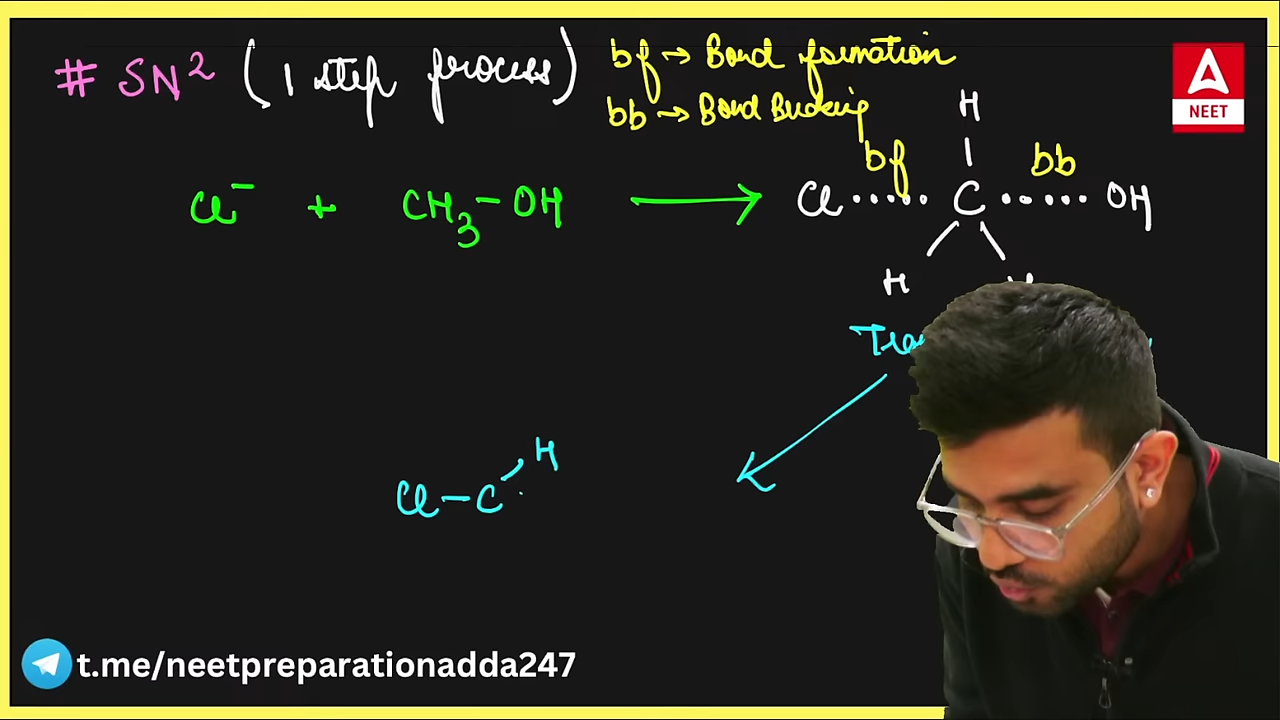 # SN² (1 step process)
bf → Bond formation
bb → Bond Breaking
NEET
Cl⁻ + CH₃-OH → Cl ..... C ..... OH
bf bb
H
H
Cl-C H
t.me/neetpreparationadda247